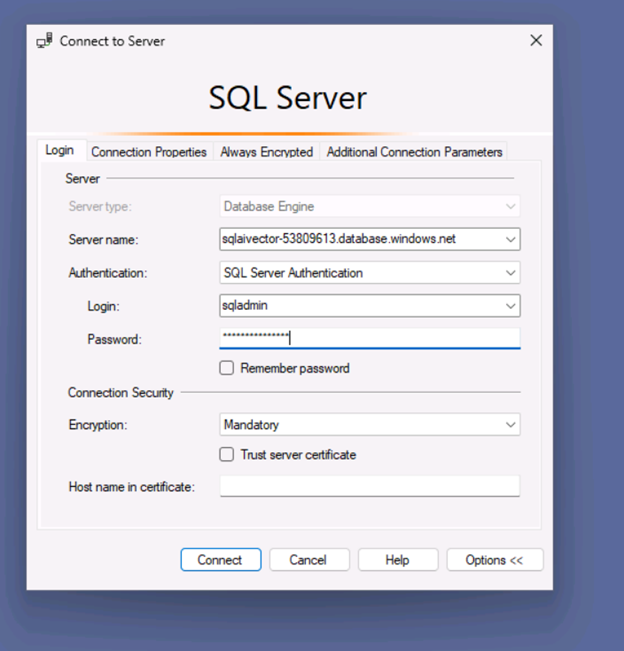 Connect to Server
SQL Server
Login Connection Properties Always Encrypted Additional Connection Parameters
Server
Server type: Database Engine
Server name: sqlaivector-53809613.database.windows.net
Authentication: SQL Server Authentication
Login: sqladmin
Password: ***************
Remember password
Connection Security
Encryption: Mandatory
Trust server certificate
Host name in certificate:
Connect Cancel Help Options <<